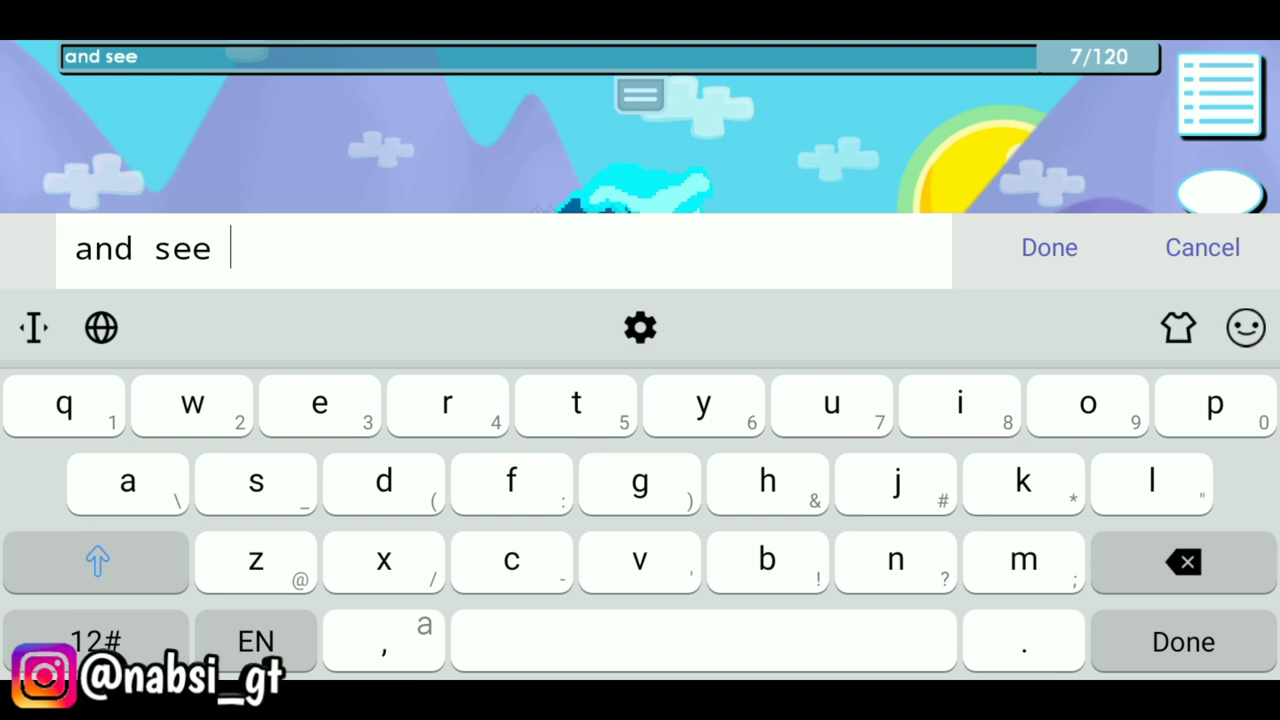 and see 7/120
and see Done Cancel
q 1 w 2 e 3 r 4 t 5 y 6 u 7 i 8 o 9 p 0
a \ s _ d ( f : g ) h & j # k * l "
z @ x / c - v ' b ! n ? m ;
12# EN , a . Done
@nabsi_gt